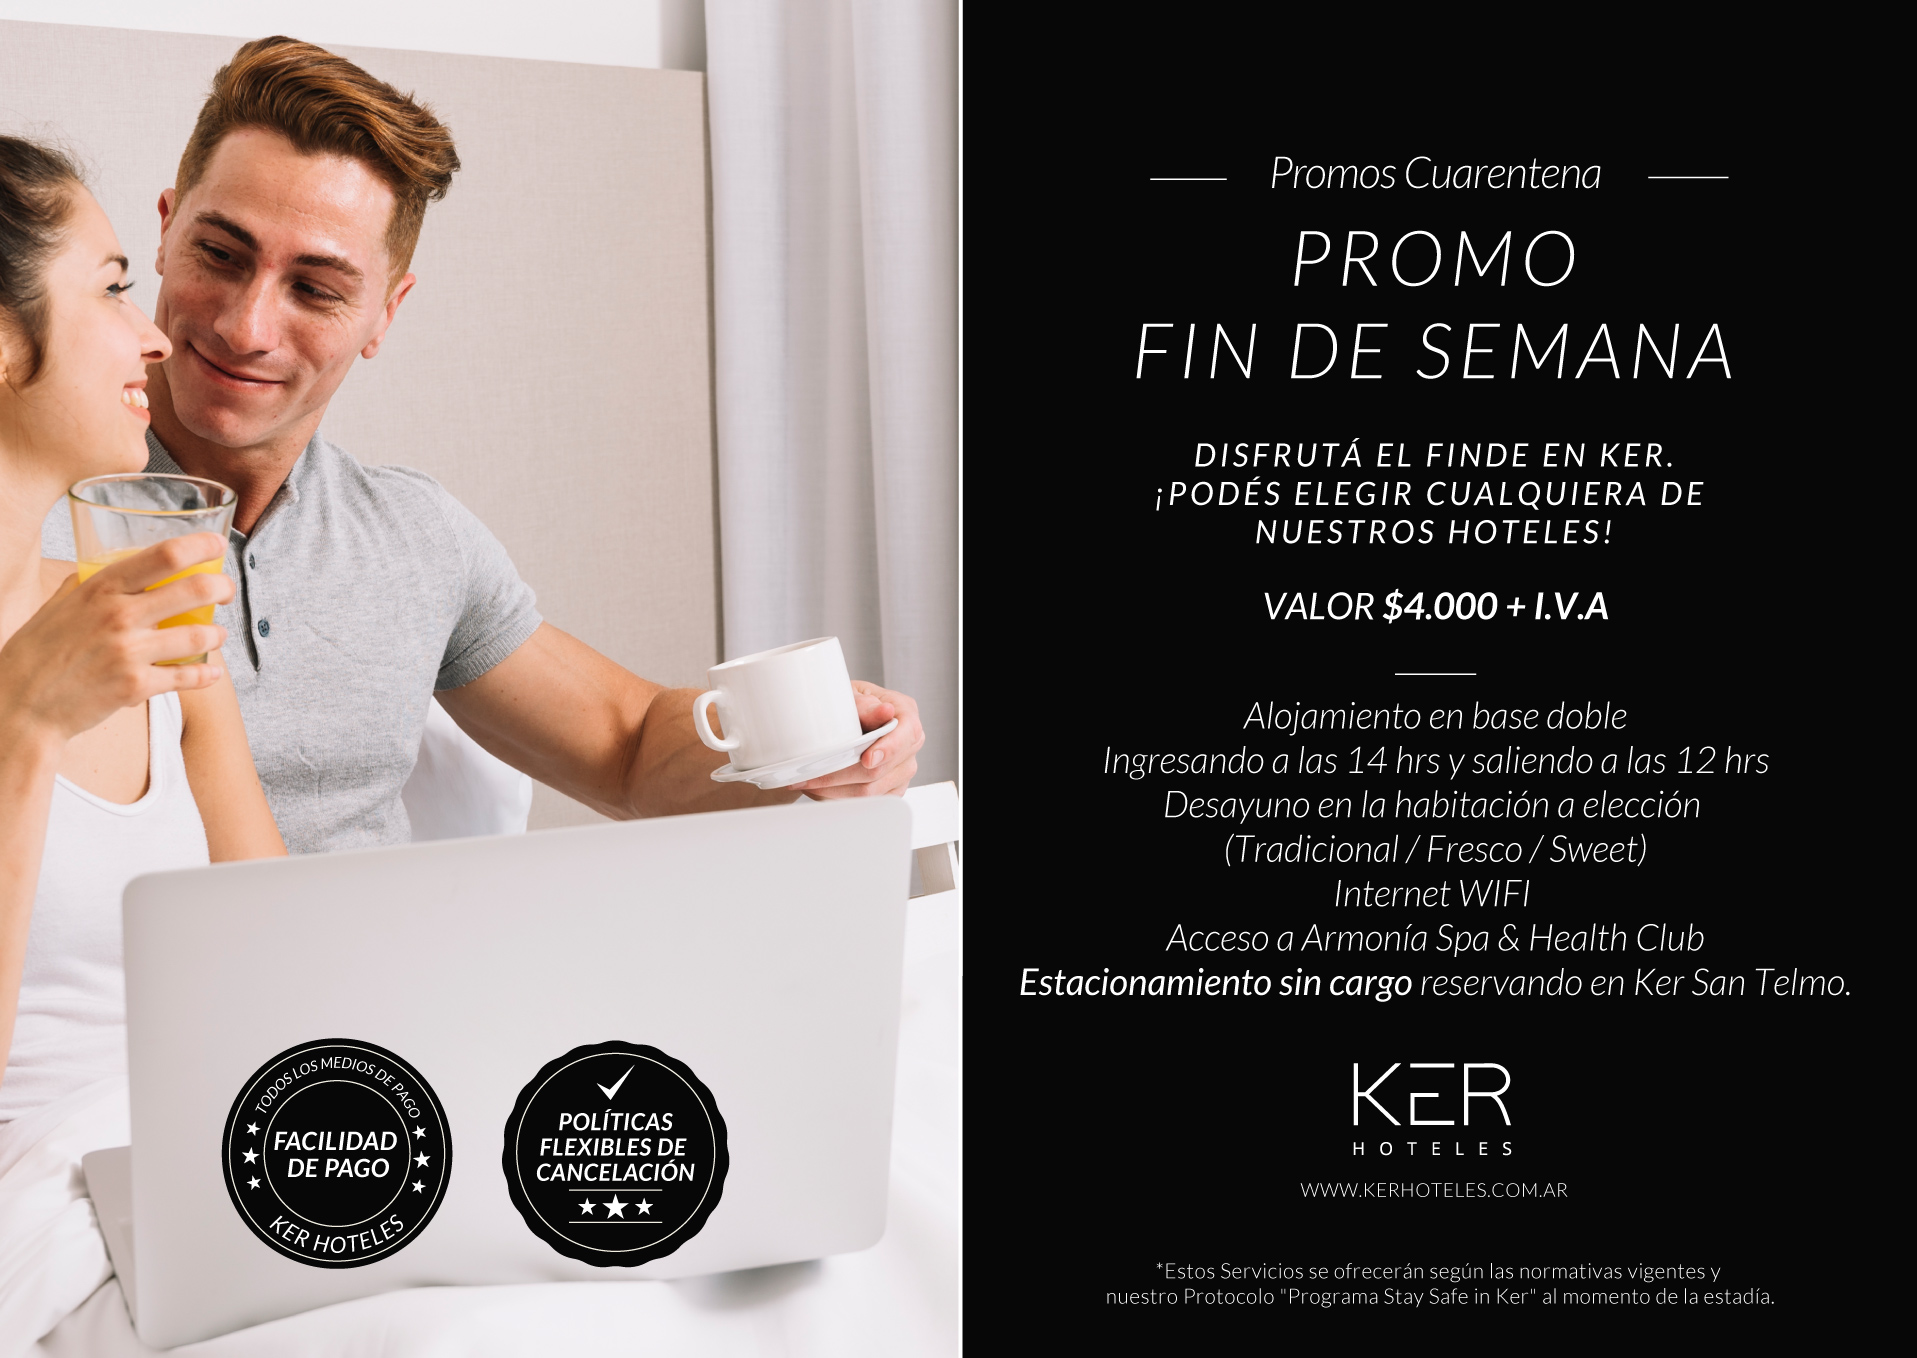 Promos Cuarentena
PROMO
FIN DE SEMANA
DISFRUTÁ EL FINDE EN KER.
¡PODÉS ELEGIR CUALQUIERA DE
NUESTROS HOTELES!
VALOR $4.000 + I.V.A
Alojamiento en base doble
Ingresando a las 14 hrs y saliendo a las 12 hrs
Desayuno en la habitación a elección
(Tradicional / Fresco / Sweet)
Internet WIFI
Acceso a Armonía Spa & Health Club
Estacionamiento sin cargo reservando en Ker San Telmo.
KER
HOTELES
WWW.KERHOTELES.COM.AR
*Estos Servicios se ofrecerán según las normativas vigentes y
nuestro Protocolo "Programa Stay Safe in Ker" al momento de la estadía.
TODOS LOS MEDIOS DE PAGO
FACILIDAD
DE PAGO
KER HOTELES
POLÍTICAS
FLEXIBLES DE
CANCELACIÓN